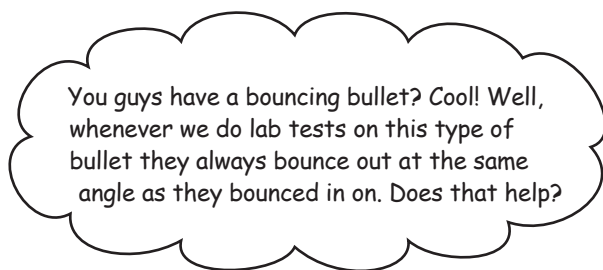 You guys have a bouncing bullet? Cool! Well,
whenever we do lab tests on this type of
bullet they always bounce out at the same
angle as they bounced in on. Does that help?